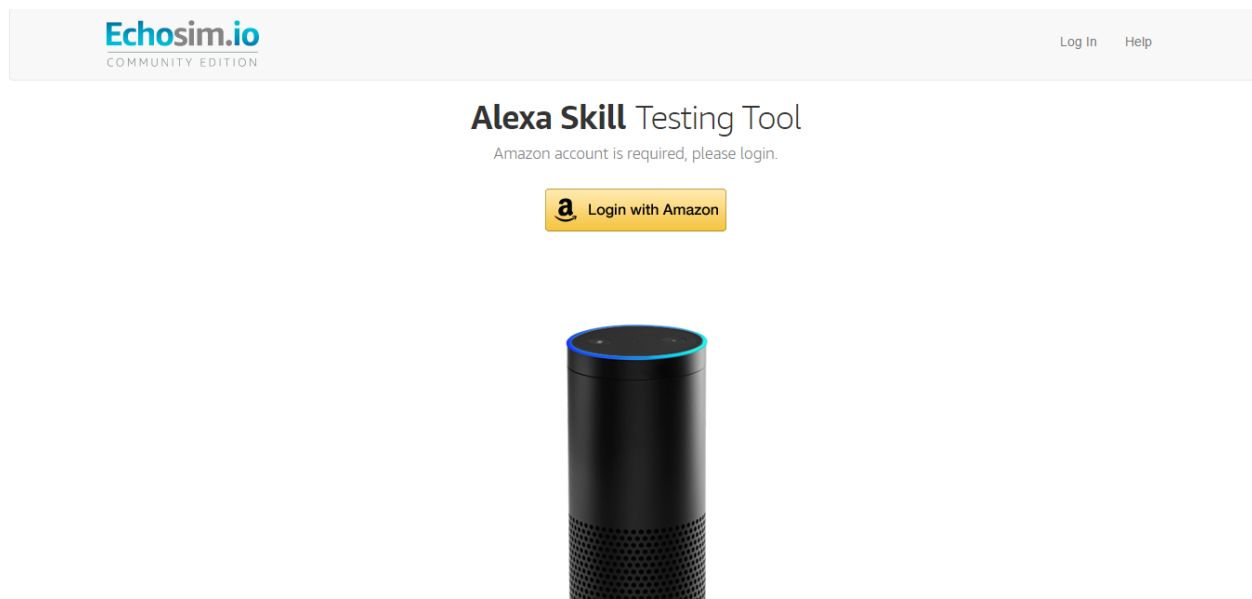 Echosim.io
COMMUNITY EDITION
Log In Help
Alexa Skill Testing Tool
Amazon account is required, please login.
a Login with Amazon